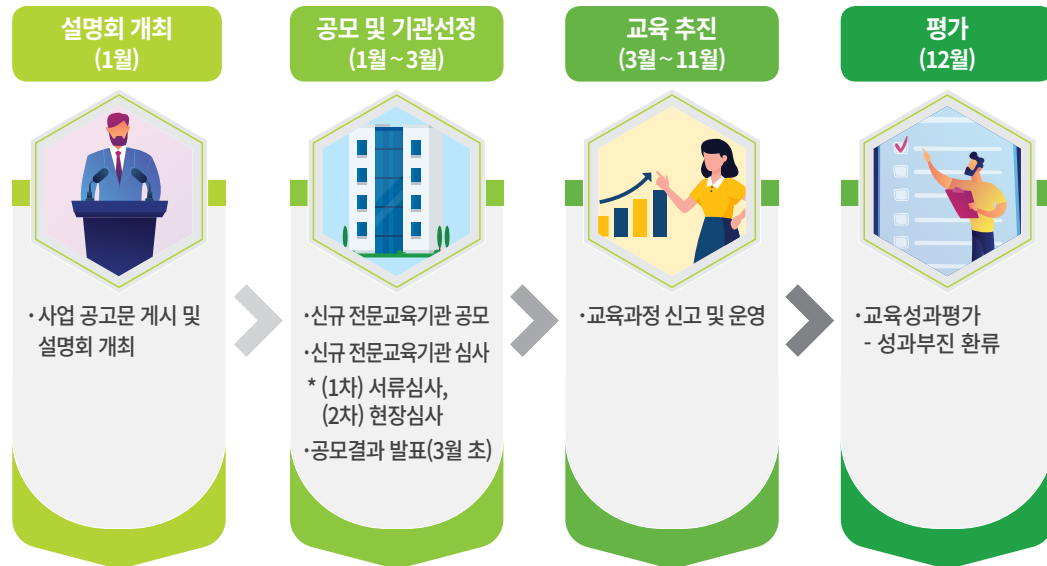 설명회 개최
(1월)
·사업 공고문 게시 및
설명회 개최
공모 및 기관선정
(1월~3월)
·신규 전문교육기관 공모
·신규 전문교육기관 심사
* (1차) 서류심사,
(2차) 현장심사
·공모결과 발표(3월 초)
교육 추진
(3월~11월)
·교육과정 신고 및 운영
평가
(12월)
·교육성과평가
- 성과부진 환류